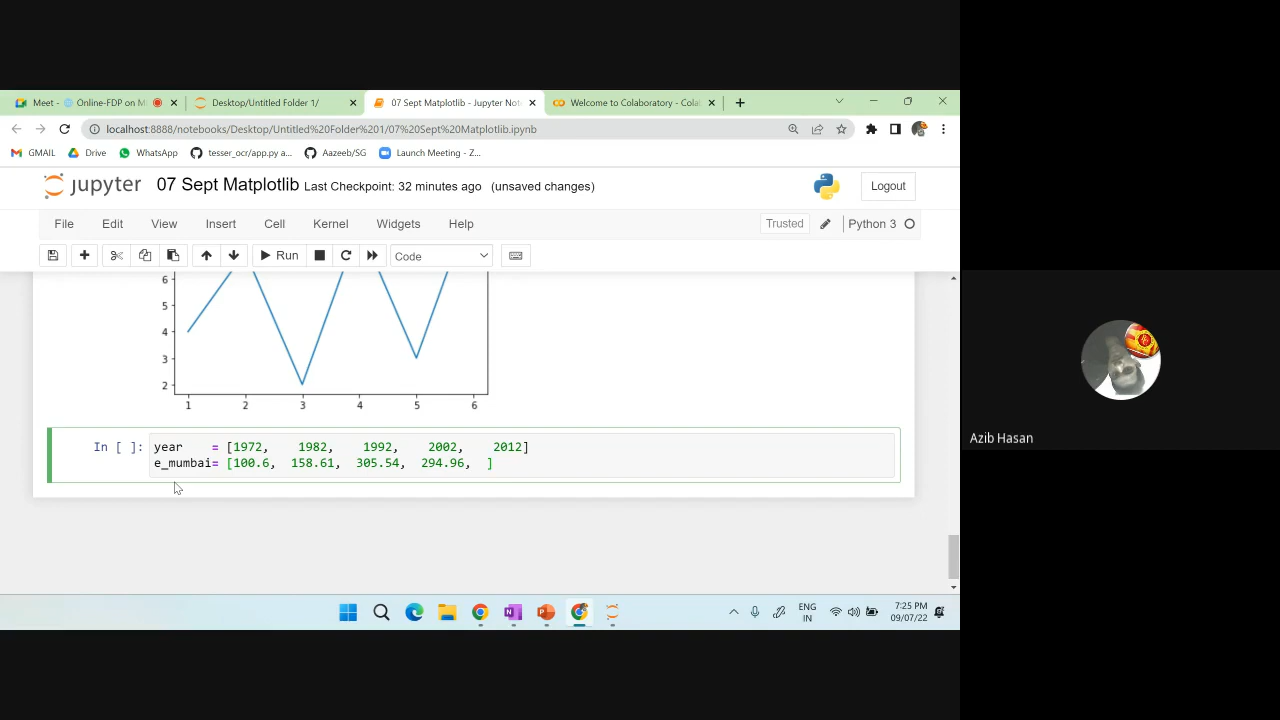 Meet - Online-FDP on M
Desktop/Untitled Folder 1/
07 Sept Matplotlib - Jupyter Not
Welcome to Colaboratory - Cola
localhost:8888/notebooks/Desktop/Untitled%20Folder%201/07%20Sept%20Matplotlib.ipynb
GMAIL Drive WhatsApp tesser_ocr/app.py a... Aazeeb/SG Launch Meeting - Z...
jupyter 07 Sept Matplotlib Last Checkpoint: 32 minutes ago (unsaved changes) Logout
File Edit View Insert Cell Kernel Widgets Help Trusted Python 3
Run Code
6
5
4
3
2
1 2 3 4 5 6
In [ ]: year = [1972, 1982, 1992, 2002, 2012]
e_mumbai= [100.6, 158.61, 305.54, 294.96, ]
Azib Hasan
ENG
IN
7:25 PM
09/07/22